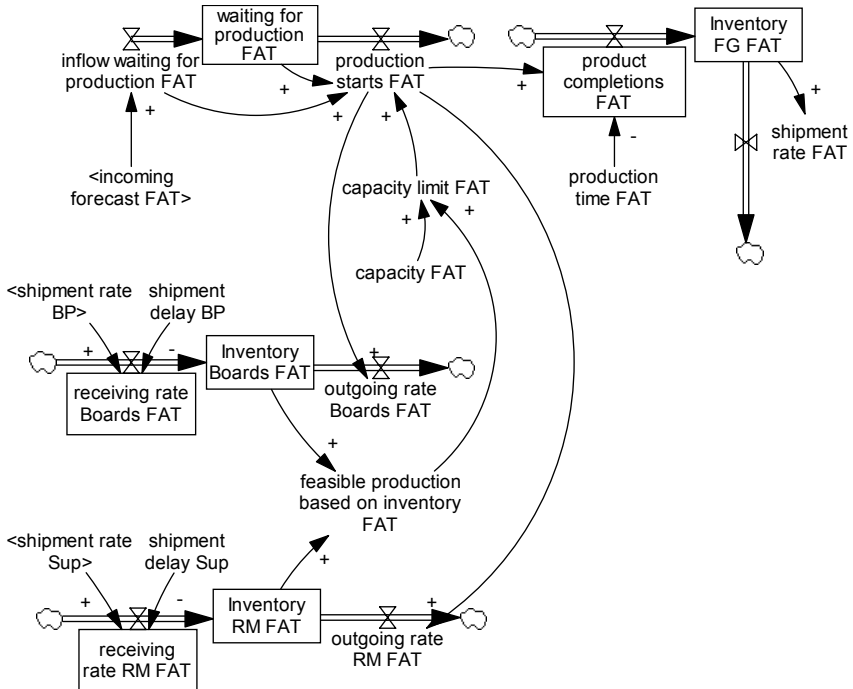 waiting for
production
FAT
inflow waiting for
production FAT
+
<incoming
forecast FAT>
+
+
production
starts FAT
+
+
+
product
completions
FAT
-
production
time FAT
Inventory
FG FAT
+
shipment
rate FAT
capacity limit FAT
+
+
capacity FAT
<shipment rate
BP>
shipment
delay BP
+
-
receiving rate
Boards FAT
Inventory
Boards FAT
+
outgoing rate
Boards FAT
+
feasible production
based on inventory
FAT
+
<shipment rate
Sup>
shipment
delay Sup
+
-
receiving
rate RM FAT
Inventory
RM FAT
+
outgoing rate
RM FAT